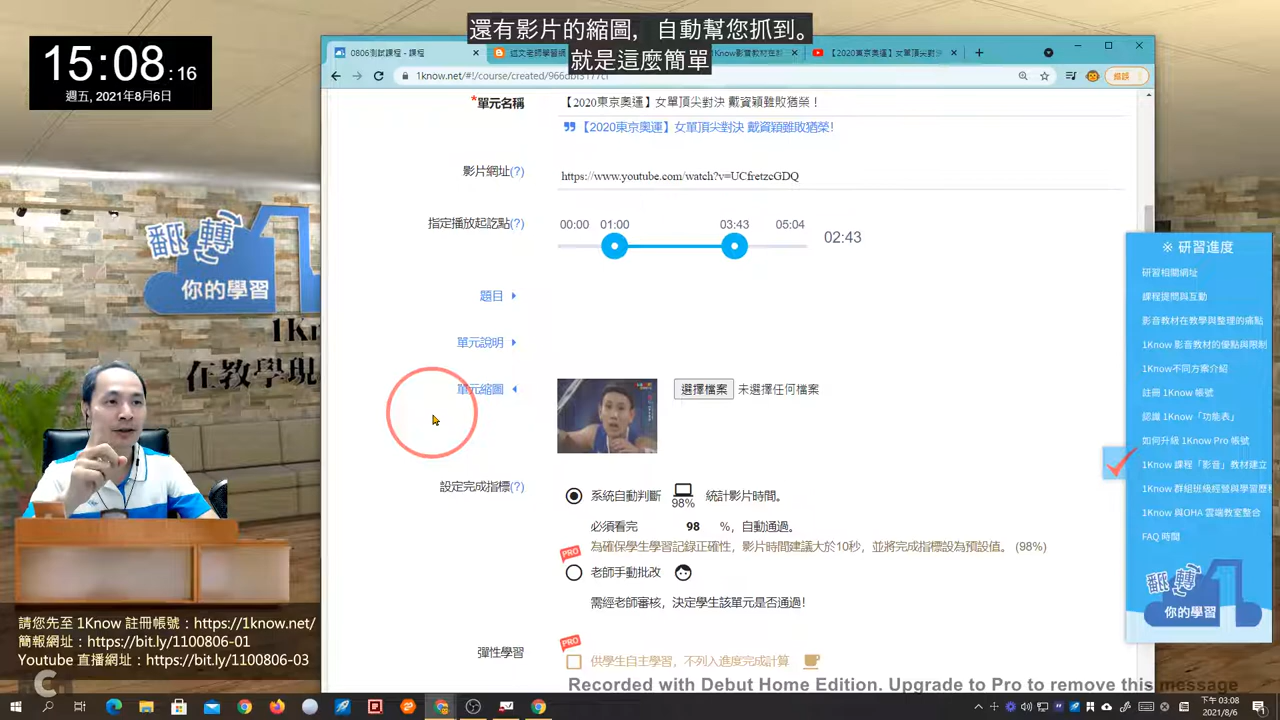 還有影片的縮圖, 自動幫您抓到。
就是這麼簡單
15:08:16
週五, 2021年8月6日
0806測試課程 - 課程
1know.net/#!/course/created/966dbf3177cf
*單元名稱
【2020東京奧運】女單頂尖對決 戴資穎雖敗猶榮！
【2020東京奧運】女單頂尖對決 戴資穎雖敗猶榮!
影片網址(?)
https://www.youtube.com/watch?v=UCfretzcGDQ
指定播放起訖點(?)
00:00 01:00 03:43 05:04
02:43
題目
單元說明
單元縮圖
選擇檔案 未選擇任何檔案
設定完成指標(?)
系統自動判斷 98% 統計影片時間。
必須看完 98 %，自動通過。
為確保學生學習記錄正確性，影片時間建議大於10秒，並將完成指標設為預設值。 (98%)
PRO
老師手動批改
需經老師審核，決定學生該單元是否通過!
PRO
彈性學習
供學生自主學習，不列入進度完成計算
Recorded with Debut Home Edition. Upgrade to Pro to remove this message
翻轉
你的學習
1Know
在教學現
※ 研習進度
研習相關網址
課程提問與互動
影音教材在教學與整理的痛點
1Know 影音教材的優點與限制
1Know不同方案介紹
註冊 1Know 帳號
認識 1Know「功能表」
如何升級 1Know Pro 帳號
1Know 課程「影音」教材建立
1Know 群組班級經營與學習歷程
1Know 與OHA 雲端教室整合
FAQ 時間
翻轉
你的學習
請您先至 1Know 註冊帳號：https://1know.net/
簡報網址：https://bit.ly/1100806-01
Youtube 直播網址：https://bit.ly/1100806-03
下午 03:08
2021/8/6